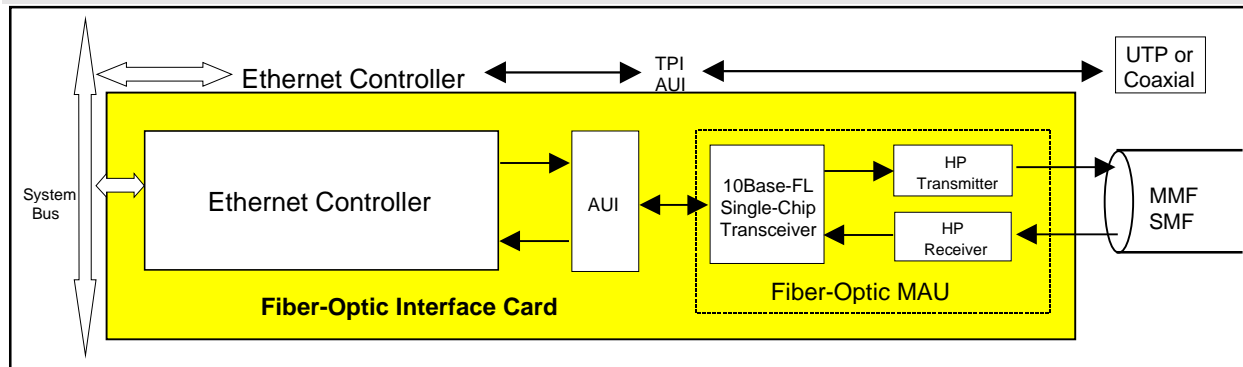 Ethernet Controller
TPI
AUI
UTP or
Coaxial
System
Bus
Ethernet Controller
AUI
10Base-FL
Single-Chip
Transceiver
HP
Transmitter
HP
Receiver
MMF
SMF
Fiber-Optic MAU
Fiber-Optic Interface Card